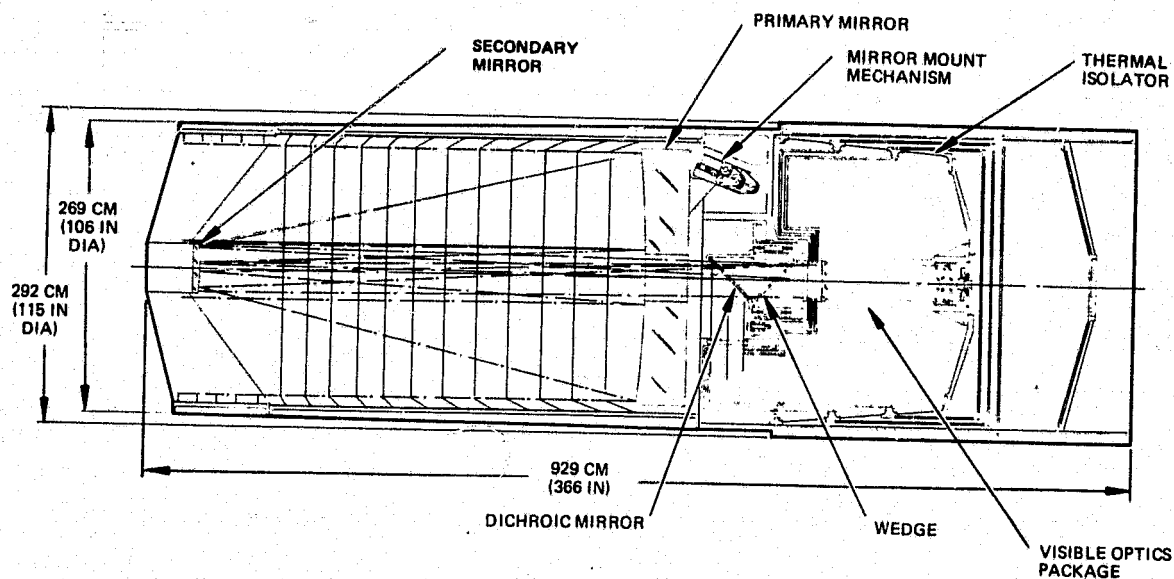 PRIMARY MIRROR
SECONDARY
MIRROR
MIRROR MOUNT
MECHANISM
THERMAL
ISOLATOR
269 CM
(106 IN
DIA)
292 CM
(115 IN
DIA)
929 CM
(366 IN)
DICHROIC MIRROR
WEDGE
VISIBLE OPTICS
PACKAGE